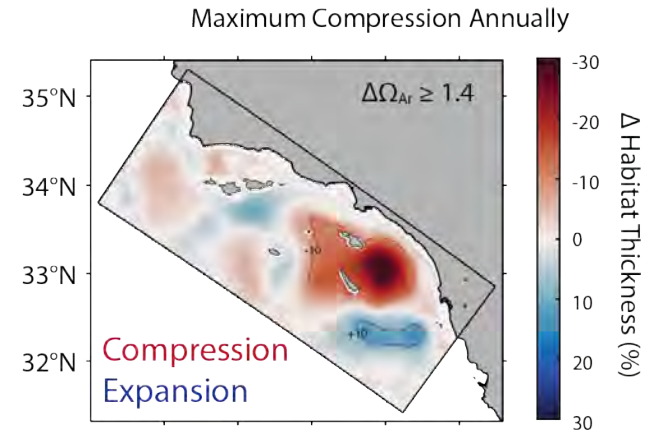 Maximum Compression Annually
35°N
34°N
33°N
32°N
ΔΩAr ≥ 1.4
-10
+10
Compression
Expansion
-30
-20
-10
0
10
20
30
Δ Habitat Thickness (%)